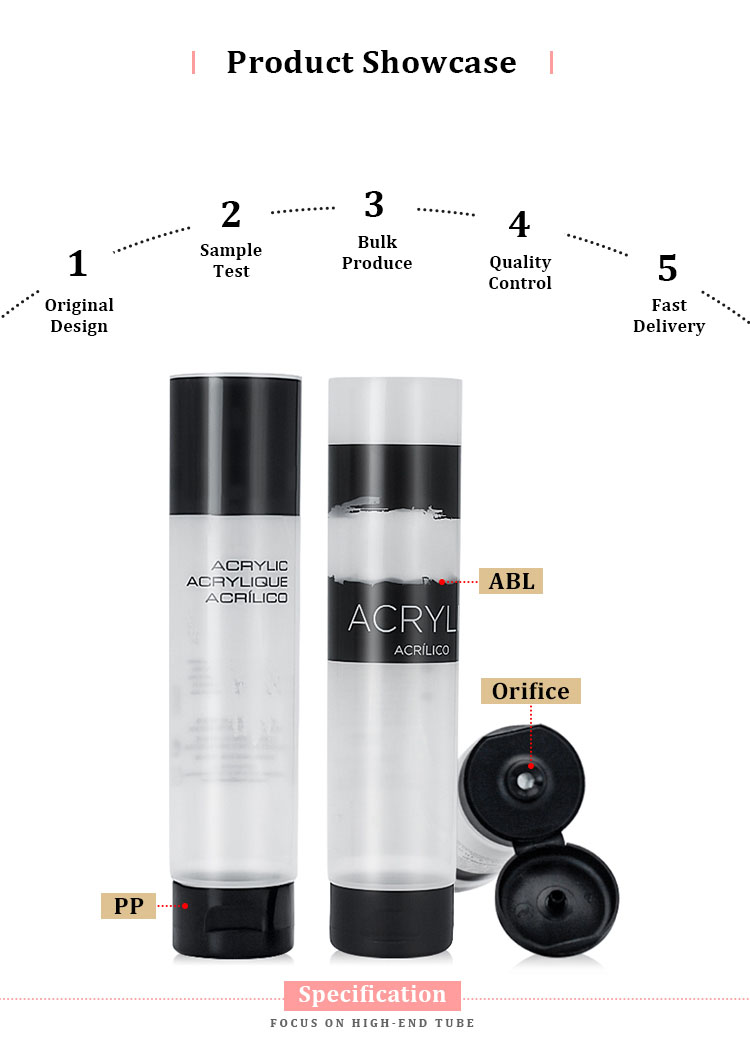 Product Showcase
1
Original
Design
2
Sample
Test
3
Bulk
Produce
4
Quality
Control
5
Fast
Delivery
ACRYLIC
ACRYLIQUE
ACRÍLICO
ABL
ACRYLI
ACRÍLICO
Orifice
PP
Specification
FOCUS ON HIGH-END TUBE